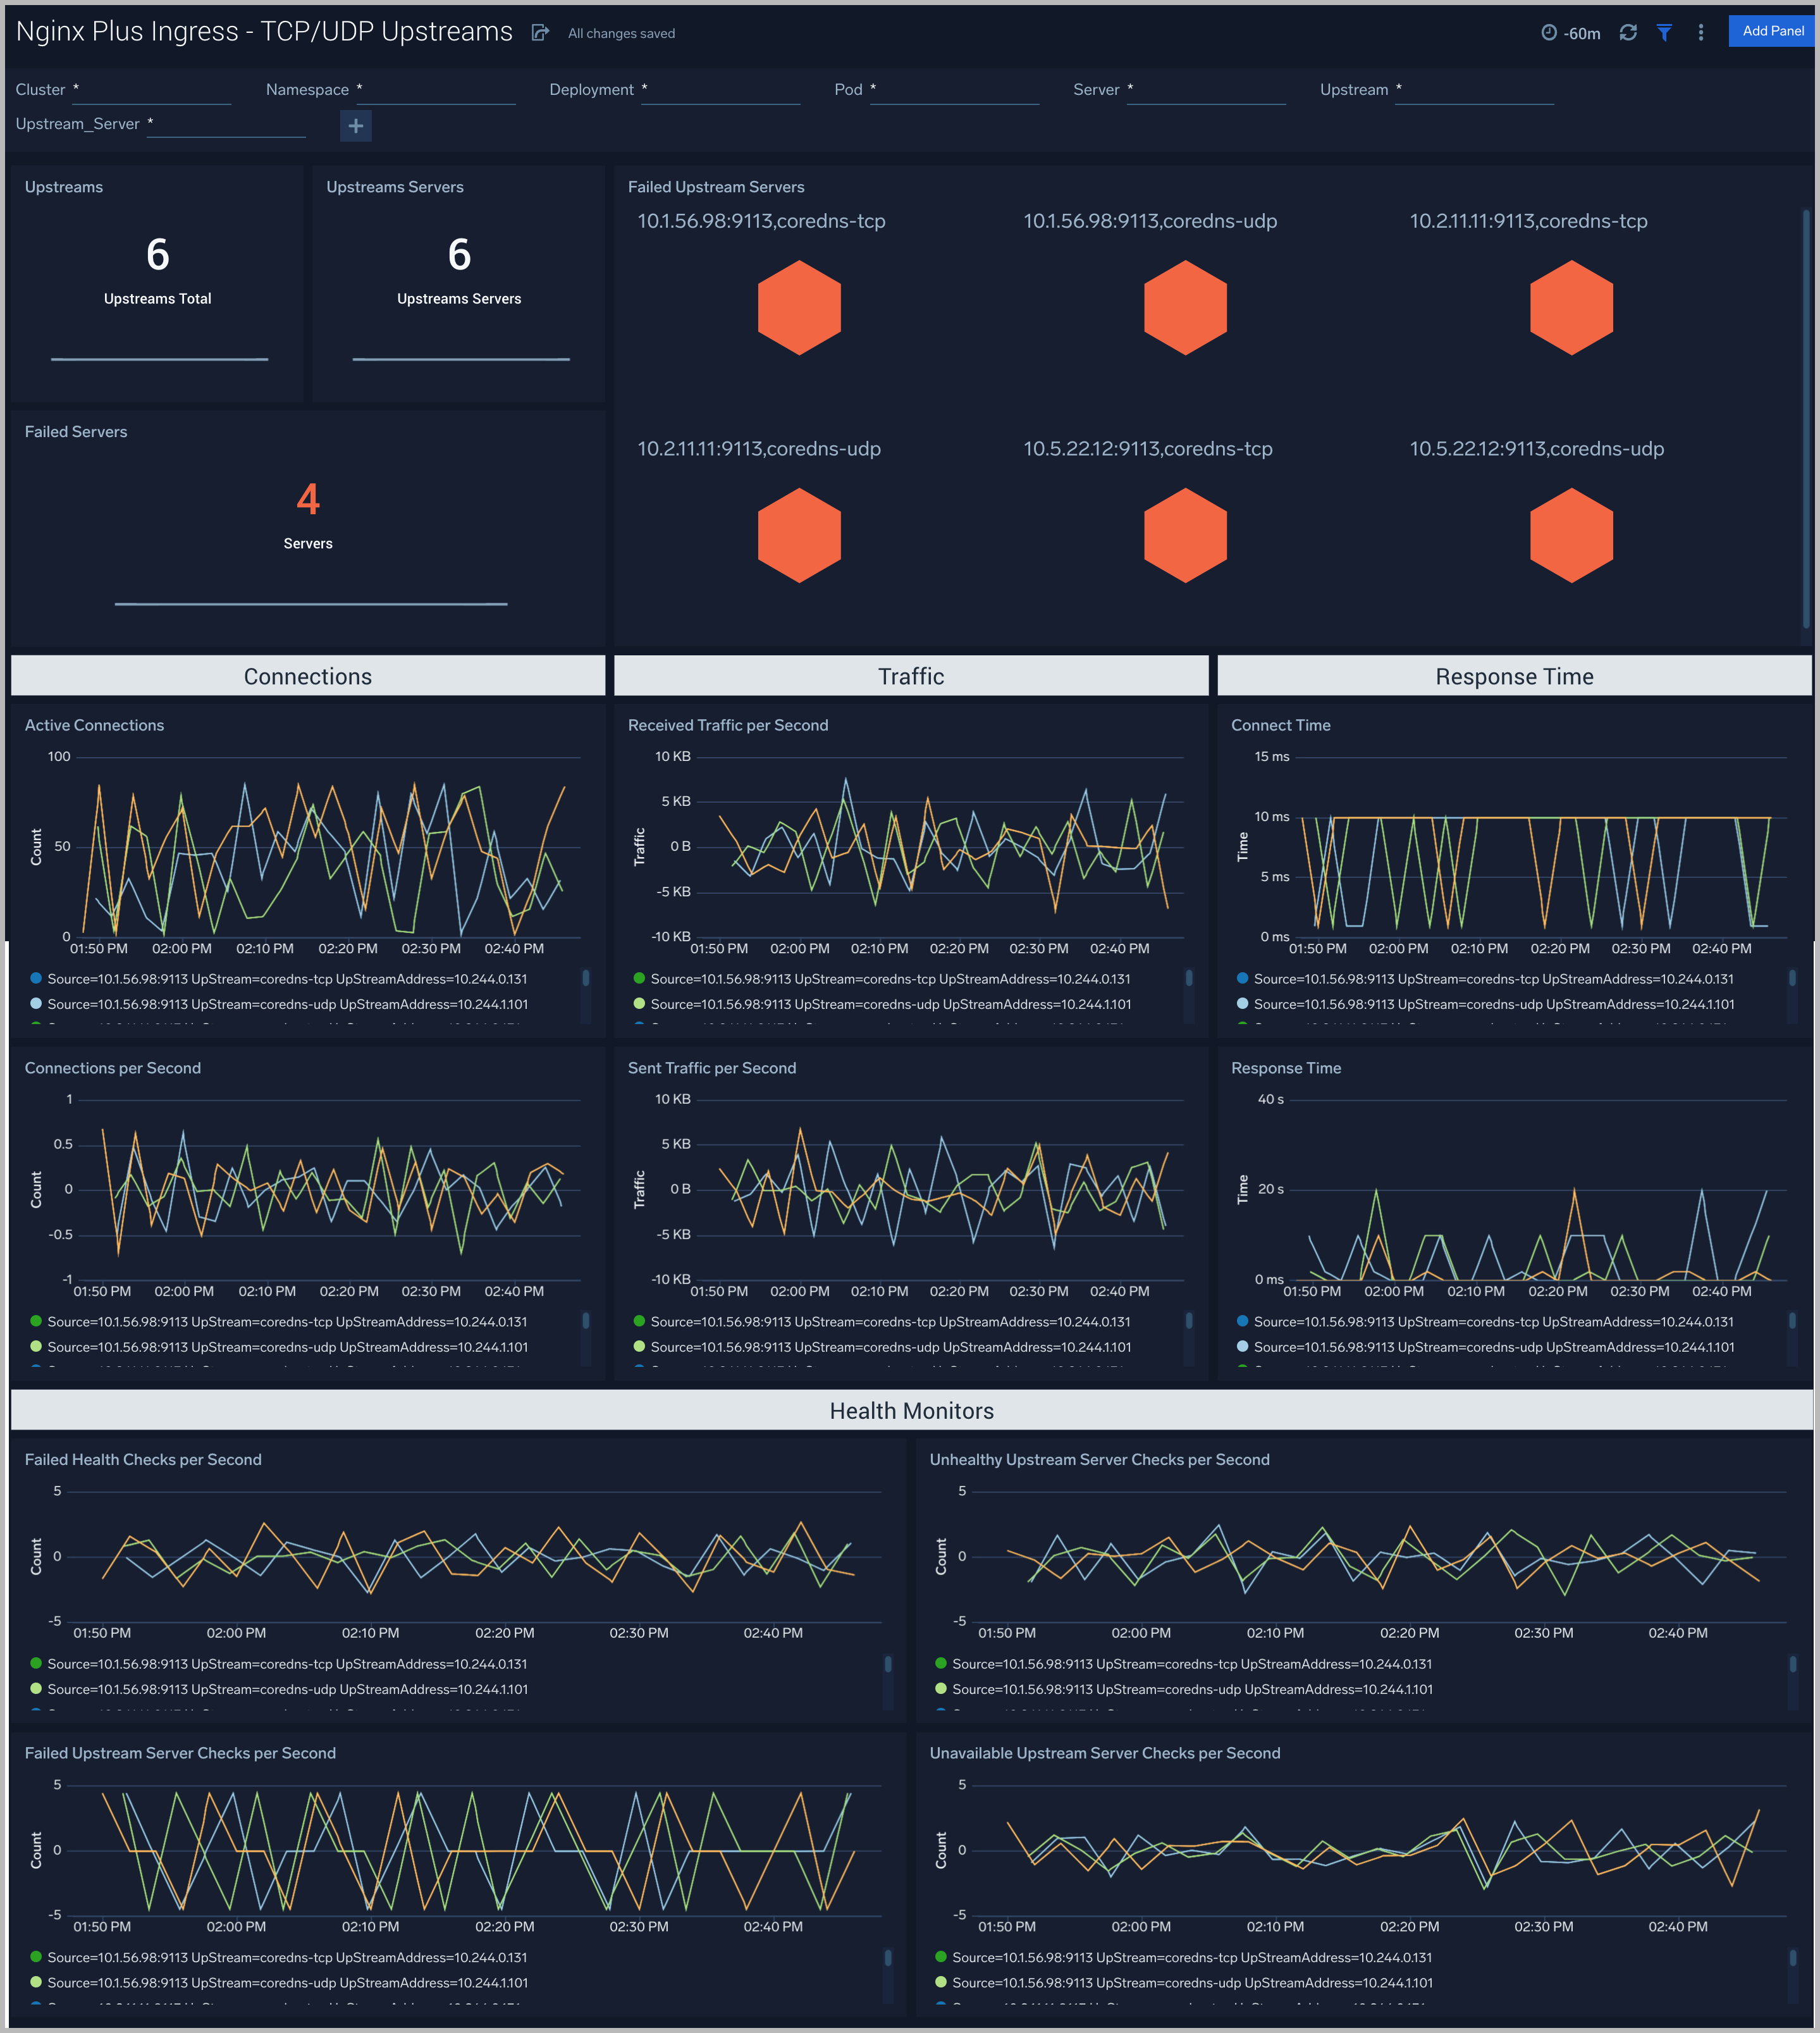 Nginx Plus Ingress - TCP/UDP Upstreams All changes saved -60m Add Panel
Cluster * Namespace * Deployment * Pod * Server * Upstream *
Upstream_Server * +
Upstreams
6
Upstreams Total
Upstreams Servers
6
Upstreams Servers
Failed Servers
4
Servers
Failed Upstream Servers
10.1.56.98:9113,coredns-tcp 10.1.56.98:9113,coredns-udp 10.2.11.11:9113,coredns-tcp
10.2.11.11:9113,coredns-udp 10.5.22.12:9113,coredns-tcp 10.5.22.12:9113,coredns-udp
Connections
Traffic
Response Time
Active Connections
100
50
0
Count
01:50 PM 02:00 PM 02:10 PM 02:20 PM 02:30 PM 02:40 PM
Source=10.1.56.98:9113 UpStream=coredns-tcp UpStreamAddress=10.244.0.131
Source=10.1.56.98:9113 UpStream=coredns-udp UpStreamAddress=10.244.1.101
Received Traffic per Second
10 KB
5 KB
0 B
-5 KB
-10 KB
Traffic
01:50 PM 02:00 PM 02:10 PM 02:20 PM 02:30 PM 02:40 PM
Source=10.1.56.98:9113 UpStream=coredns-tcp UpStreamAddress=10.244.0.131
Source=10.1.56.98:9113 UpStream=coredns-udp UpStreamAddress=10.244.1.101
Connect Time
15 ms
10 ms
5 ms
0 ms
Time
01:50 PM 02:00 PM 02:10 PM 02:20 PM 02:30 PM 02:40 PM
Source=10.1.56.98:9113 UpStream=coredns-tcp UpStreamAddress=10.244.0.131
Source=10.1.56.98:9113 UpStream=coredns-udp UpStreamAddress=10.244.1.101
Connections per Second
1
0.5
0
-0.5
-1
Count
01:50 PM 02:00 PM 02:10 PM 02:20 PM 02:30 PM 02:40 PM
Source=10.1.56.98:9113 UpStream=coredns-tcp UpStreamAddress=10.244.0.131
Source=10.1.56.98:9113 UpStream=coredns-udp UpStreamAddress=10.244.1.101
Sent Traffic per Second
10 KB
5 KB
0 B
-5 KB
-10 KB
Traffic
01:50 PM 02:00 PM 02:10 PM 02:20 PM 02:30 PM 02:40 PM
Source=10.1.56.98:9113 UpStream=coredns-tcp UpStreamAddress=10.244.0.131
Source=10.1.56.98:9113 UpStream=coredns-udp UpStreamAddress=10.244.1.101
Response Time
40 s
20 s
0 ms
Time
01:50 PM 02:00 PM 02:10 PM 02:20 PM 02:30 PM 02:40 PM
Source=10.1.56.98:9113 UpStream=coredns-tcp UpStreamAddress=10.244.0.131
Source=10.1.56.98:9113 UpStream=coredns-udp UpStreamAddress=10.244.1.101
Health Monitors
Failed Health Checks per Second
5
0
-5
Count
01:50 PM 02:00 PM 02:10 PM 02:20 PM 02:30 PM 02:40 PM
Source=10.1.56.98:9113 UpStream=coredns-tcp UpStreamAddress=10.244.0.131
Source=10.1.56.98:9113 UpStream=coredns-udp UpStreamAddress=10.244.1.101
Unhealthy Upstream Server Checks per Second
5
0
-5
Count
01:50 PM 02:00 PM 02:10 PM 02:20 PM 02:30 PM 02:40 PM
Source=10.1.56.98:9113 UpStream=coredns-tcp UpStreamAddress=10.244.0.131
Source=10.1.56.98:9113 UpStream=coredns-udp UpStreamAddress=10.244.1.101
Failed Upstream Server Checks per Second
5
0
-5
Count
01:50 PM 02:00 PM 02:10 PM 02:20 PM 02:30 PM 02:40 PM
Source=10.1.56.98:9113 UpStream=coredns-tcp UpStreamAddress=10.244.0.131
Source=10.1.56.98:9113 UpStream=coredns-udp UpStreamAddress=10.244.1.101
Unavailable Upstream Server Checks per Second
5
0
-5
Count
01:50 PM 02:00 PM 02:10 PM 02:20 PM 02:30 PM 02:40 PM
Source=10.1.56.98:9113 UpStream=coredns-tcp UpStreamAddress=10.244.0.131
Source=10.1.56.98:9113 UpStream=coredns-udp UpStreamAddress=10.244.1.101